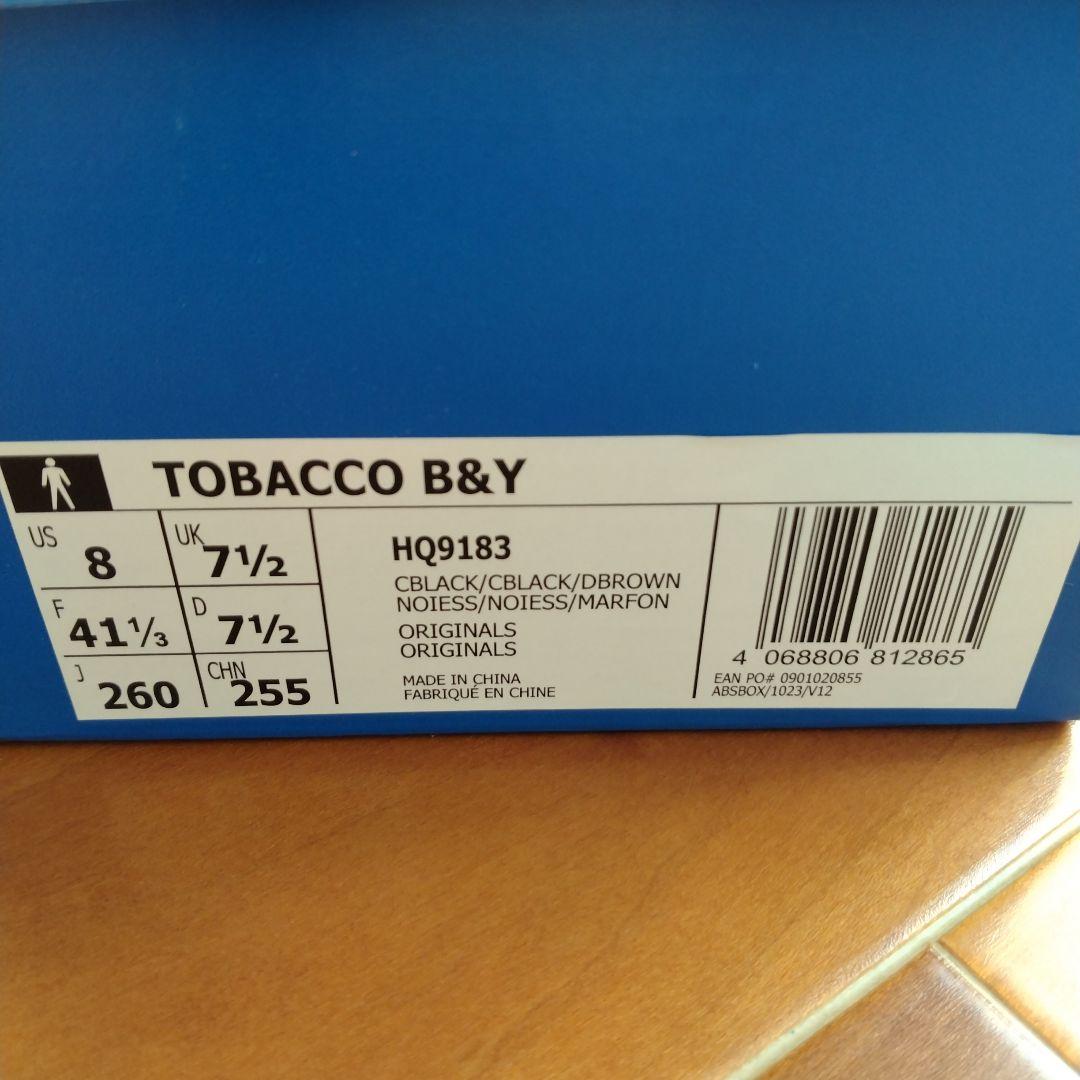 TOBACCO B&Y
US 8
UK 7½
F 41⅓
D 7½
J 260
CHN 255
HQ9183
CBLACK/CBLACK/DBROWN
NOIESS/NOIESS/MARFON
ORIGINALS
ORIGINALS
MADE IN CHINA
FABRIQUÉ EN CHINE
4 068806 812865
EAN PO# 0901020855
ABSBOX/1023/V12